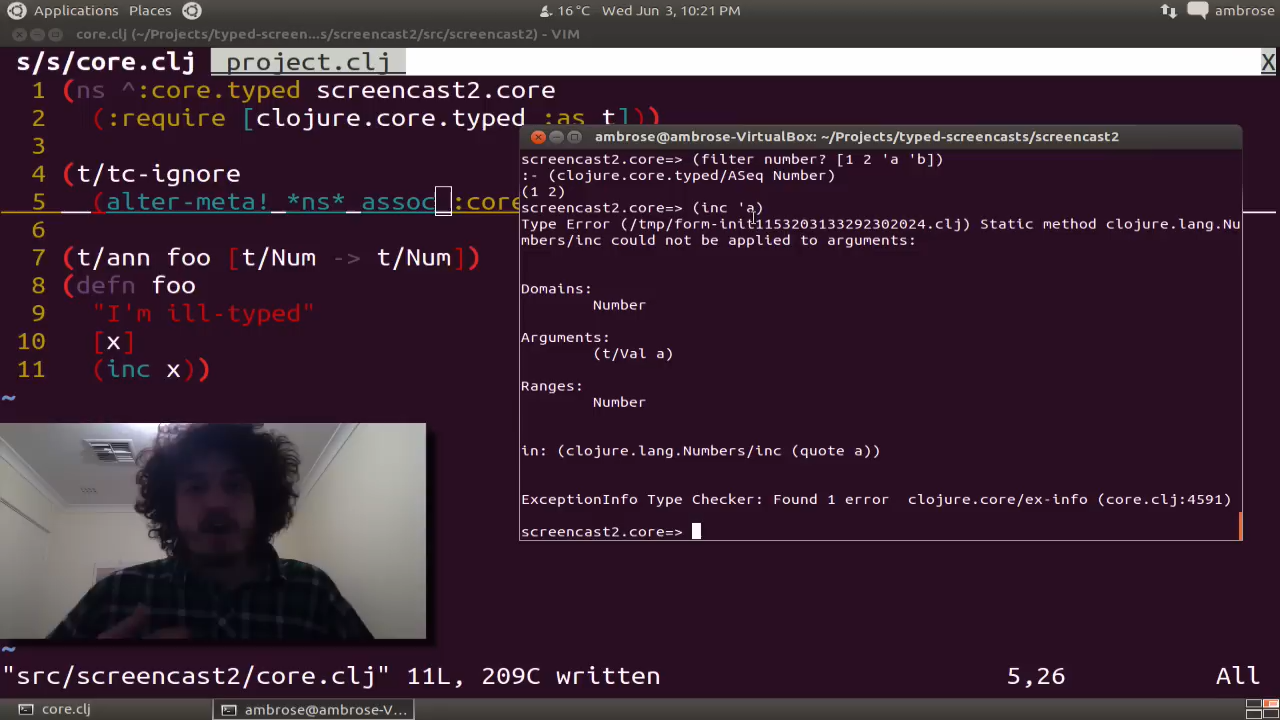 Applications Places 16 °C Wed Jun 3, 10:21 PM ambrose
core.clj (~/Projects/typed-screen...s/screencast2/src/screencast2) - VIM
s/s/core.clj project.clj X
1 (ns ^:core.typed screencast2.core
2 (:require [clojure.core.typed :as t]))
3
4 (t/tc-ignore
5 (alter-meta! *ns* assoc :core
6
7 (t/ann foo [t/Num -> t/Num])
8 (defn foo
9 "I'm ill-typed"
10 [x]
11 (inc x))
~
~
"src/screencast2/core.clj" 11L, 209C written 5,26 All
ambrose@ambrose-VirtualBox: ~/Projects/typed-screencasts/screencast2
screencast2.core=> (filter number? [1 2 'a 'b])
:- (clojure.core.typed/ASeq Number)
(1 2)
screencast2.core=> (inc 'a)
Type Error (/tmp/form-init1153203133292302024.clj) Static method clojure.lang.Nu
mbers/inc could not be applied to arguments:
Domains:
Number
Arguments:
(t/Val a)
Ranges:
Number
in: (clojure.lang.Numbers/inc (quote a))
ExceptionInfo Type Checker: Found 1 error clojure.core/ex-info (core.clj:4591)
screencast2.core=>
core.clj ambrose@ambrose-V...